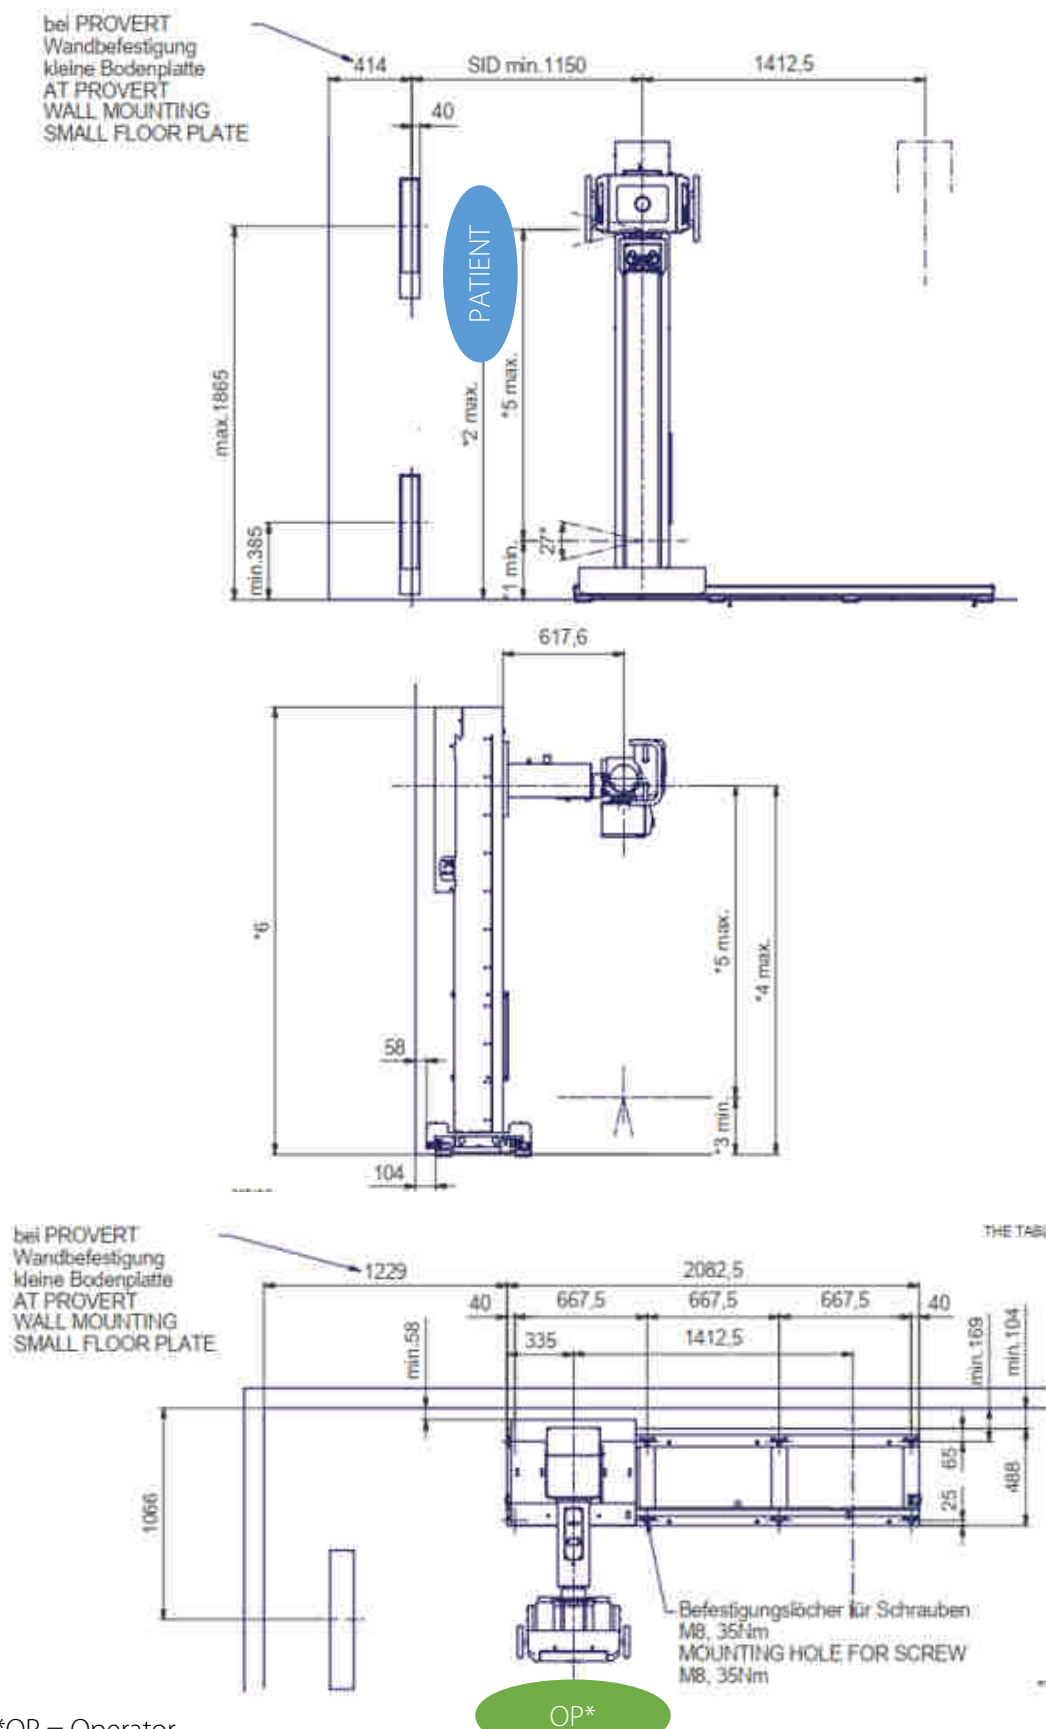 bei PROVERT
Wandbefestigung
kleine Bodenplatte
AT PROVERT
WALL MOUNTING
SMALL FLOOR PLATE
414
SID min.1150
1412,5
40
PATIENT
max.1865
*2 max.
*5 max.
min.385
*1 min.
27°
617,6
*6
*5 max.
*4 max.
58
*3 min.
104
bei PROVERT
Wandbefestigung
kleine Bodenplatte
AT PROVERT
WALL MOUNTING
SMALL FLOOR PLATE
THE TABL
1229
2082,5
40
667,5
667,5
667,5
40
min.58
335
1412,5
min.169
min.104
1066
65
25
488
Befestigungslöcher für Schrauben
M8, 35Nm
MOUNTING HOLE FOR SCREW
M8, 35Nm
OP*
*OP = Operator